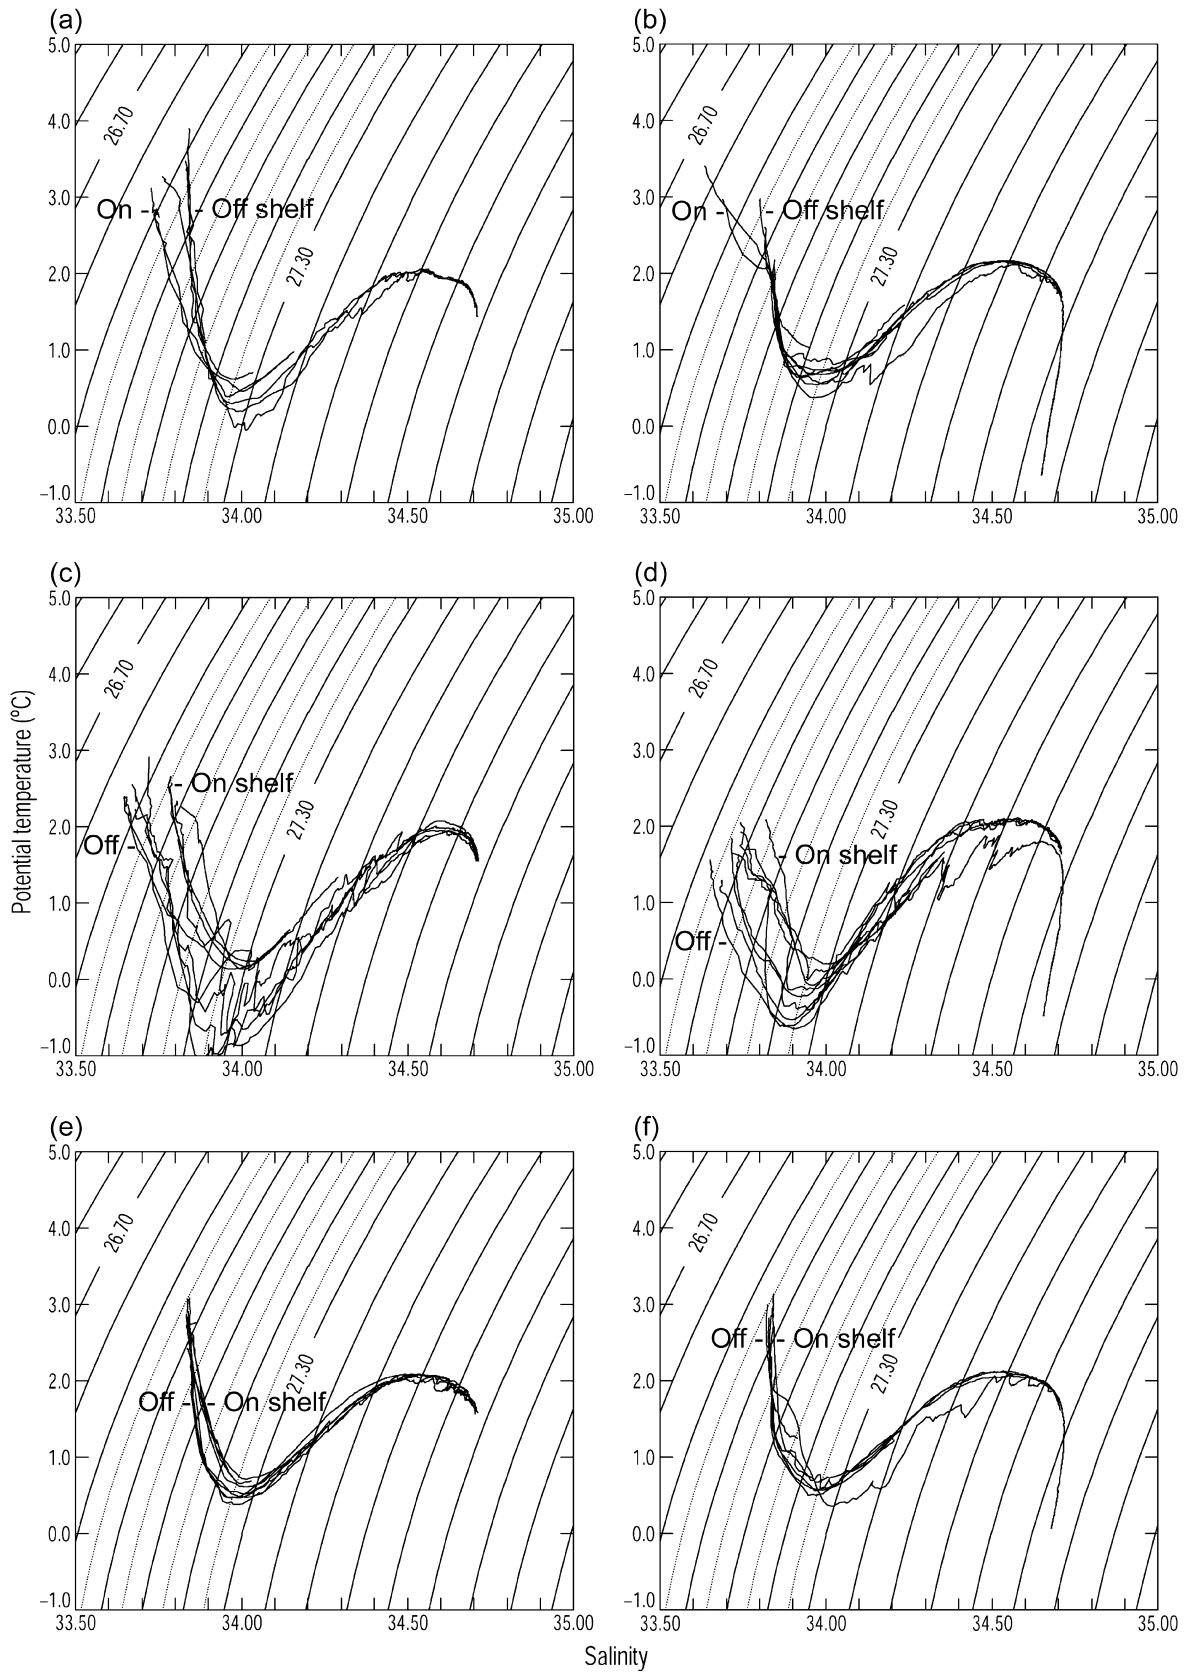 (a) (b)
5.0 5.0
26.70 26.70
4.0 4.0
3.0 3.0
On - - Off shelf On - - Off shelf
27.30 27.30
2.0 2.0
1.0 1.0
0.0 0.0
–1.0 –1.0
33.50 34.00 34.50 35.00 33.50 34.00 34.50 35.00
(c) (d)
5.0 5.0
26.70 26.70
4.0 4.0
3.0 3.0
- On shelf
27.30 27.30
2.0 2.0
Off - - On shelf
1.0 1.0
Off -
0.0 0.0
–1.0 –1.0
33.50 34.00 34.50 35.00 33.50 34.00 34.50 35.00
Potential temperature (ºC)
(e) (f)
5.0 5.0
26.70 26.70
4.0 4.0
3.0 3.0
Off - - On shelf
27.30 27.30
2.0 2.0
Off - - On shelf
1.0 1.0
0.0 0.0
–1.0 –1.0
33.50 34.00 34.50 35.00 33.50 34.00 34.50 35.00
Salinity